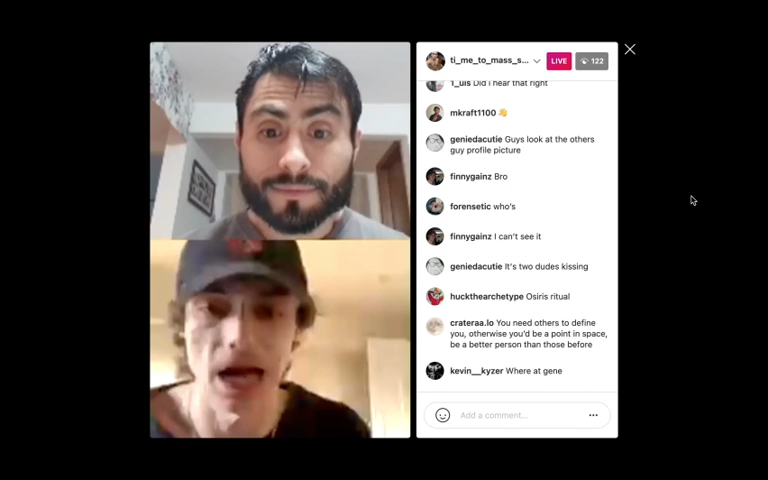 ti_me_to_mass_s...
LIVE
122
1_uis Did I hear that right
mkraft1100 👋
geniedacutie Guys look at the others
guy profile picture
finnygainz Bro
forensetic who's
finnygainz I can't see it
geniedacutie It's two dudes kissing
huckthearchetype Osiris ritual
crateraa.lo You need others to define
you, otherwise you'd be a point in space,
be a better person than those before
kevin__kyzer Where at gene
Add a comment...